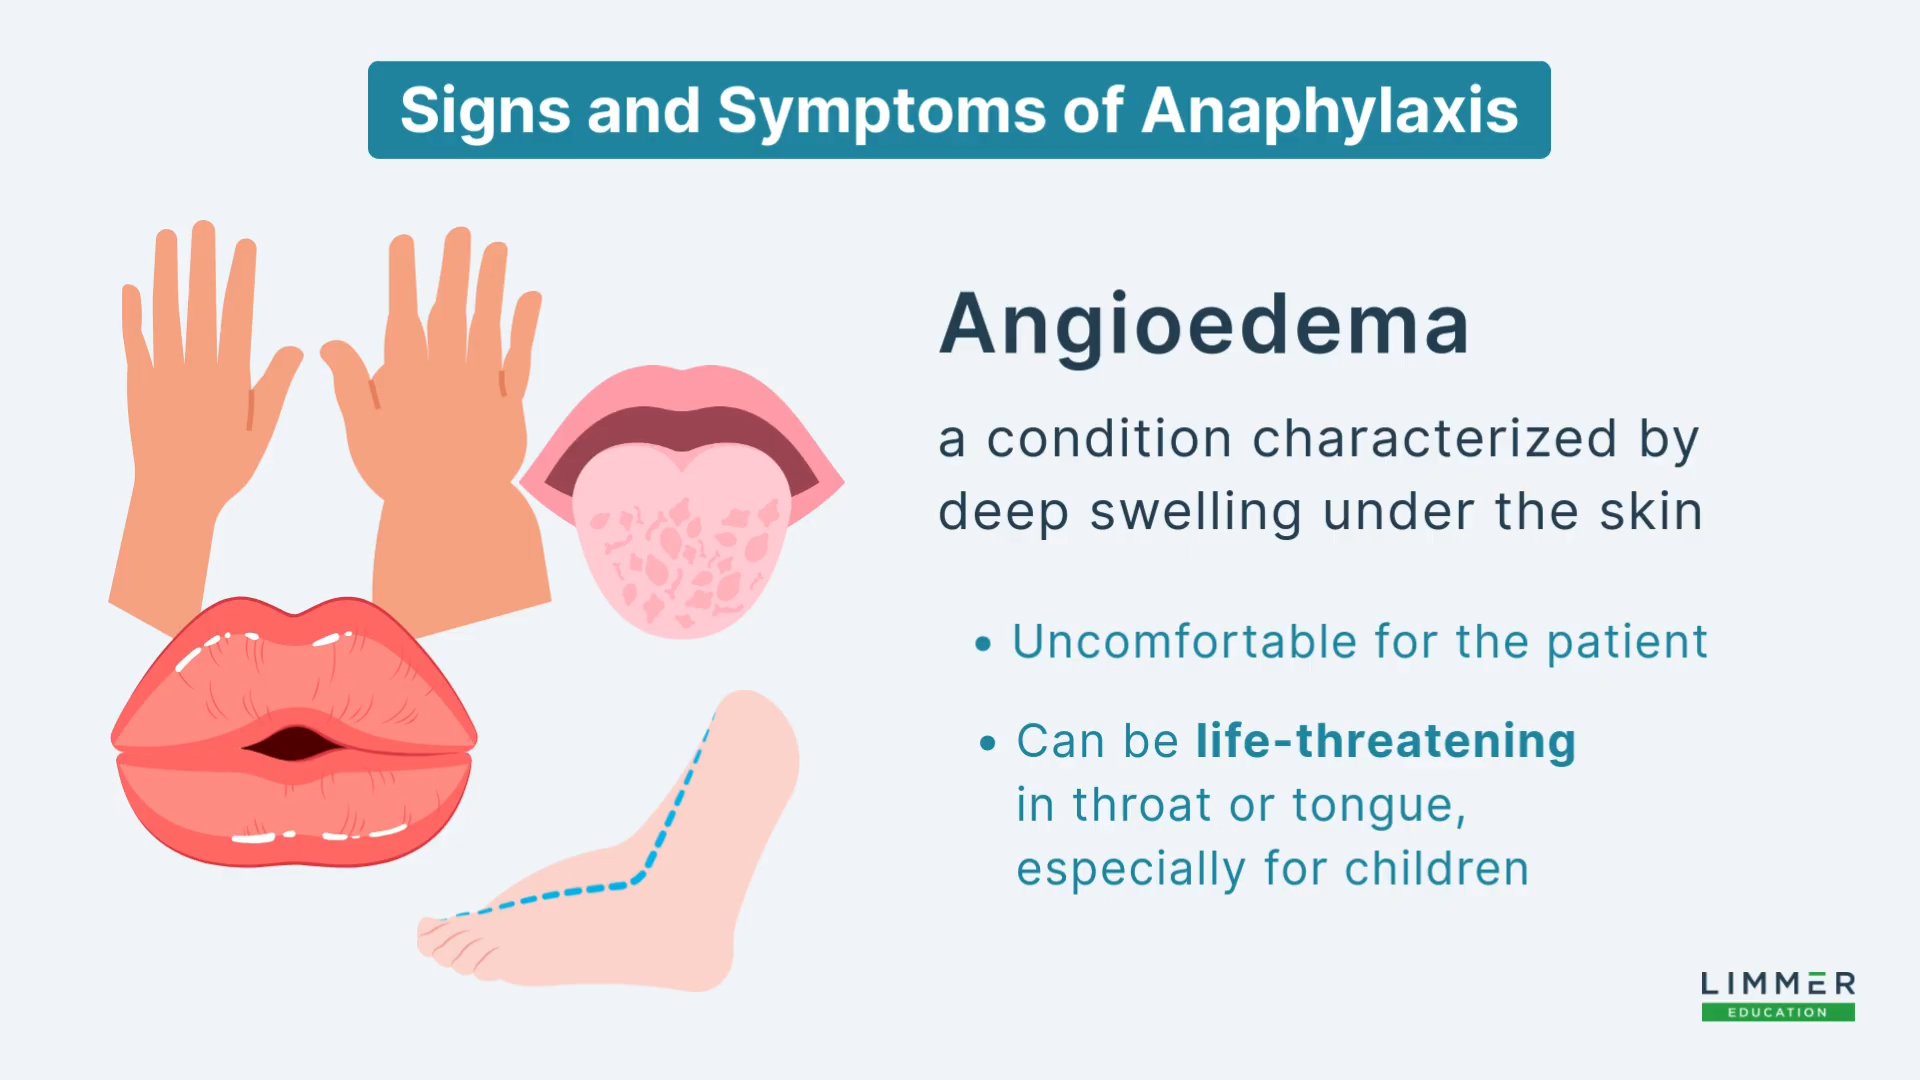 Signs and Symptoms of Anaphylaxis
Angioedema
a condition characterized by
deep swelling under the skin
• Uncomfortable for the patient
• Can be life-threatening
in throat or tongue,
especially for children
LIMMER
EDUCATION